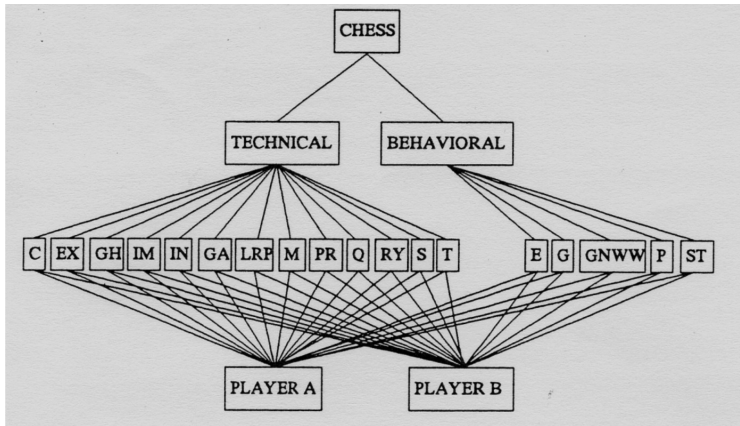 CHESS
TECHNICAL BEHAVIORAL
C EX GH IM IN GA LRP M PR Q RY S T E G GNWW P ST
PLAYER A PLAYER B